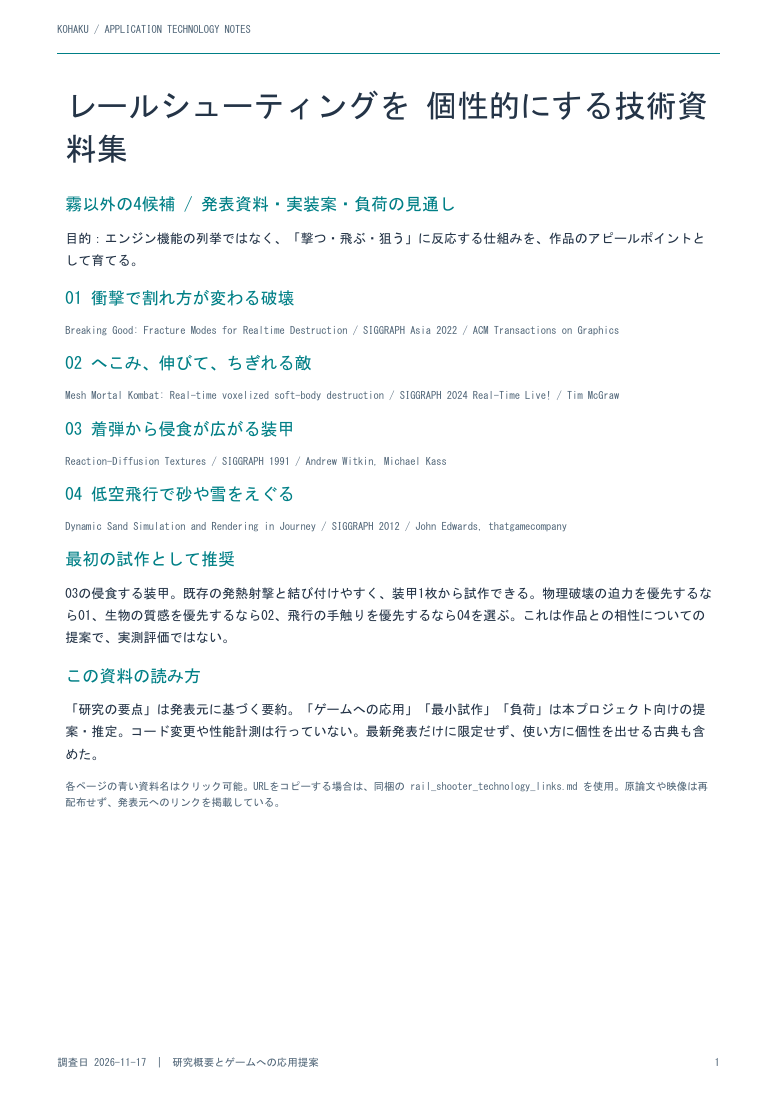 KOHAKU / APPLICATION TECHNOLOGY NOTES
レールシューティングを 個性的にする技術資
料集
霧以外の4候補 / 発表資料・実装案・負荷の見通し
目的：エンジン機能の列挙ではなく、「撃つ・飛ぶ・狙う」に反応する仕組みを、作品のアピールポイントと
して育てる。
01 衝撃で割れ方が変わる破壊
Breaking Good: Fracture Modes for Realtime Destruction / SIGGRAPH Asia 2022 / ACM Transactions on Graphics
02 へこみ、伸びて、ちぎれる敵
Mesh Mortal Kombat: Real-time voxelized soft-body destruction / SIGGRAPH 2024 Real-Time Live! / Tim McGraw
03 着弾から侵食が広がる装甲
Reaction-Diffusion Textures / SIGGRAPH 1991 / Andrew Witkin, Michael Kass
04 低空飛行で砂や雪をえぐる
Dynamic Sand Simulation and Rendering in Journey / SIGGRAPH 2012 / John Edwards, thatgamecompany
最初の試作として推奨
03の侵食する装甲。既存の発熱射撃と結び付けやすく、装甲1枚から試作できる。物理破壊の迫力を優先するな
ら01、生物の質感を優先するなら02、飛行の手触りを優先するなら04を選ぶ。これは作品との相性についての
提案で、実測評価ではない。
この資料の読み方
「研究の要点」は発表元に基づく要約。「ゲームへの応用」「最小試作」「負荷」は本プロジェクト向けの提
案・推定。コード変更や性能計測は行っていない。最新発表だけに限定せず、使い方に個性を出せる古典も含
めた。
各ページの青い資料名はクリック可能。URLをコピーする場合は、同梱の rail_shooter_technology_links.md を使用。原論文や映像は再
配布せず、発表元へのリンクを掲載している。
調査日 2026-11-17 | 研究概要とゲームへの応用提案
1